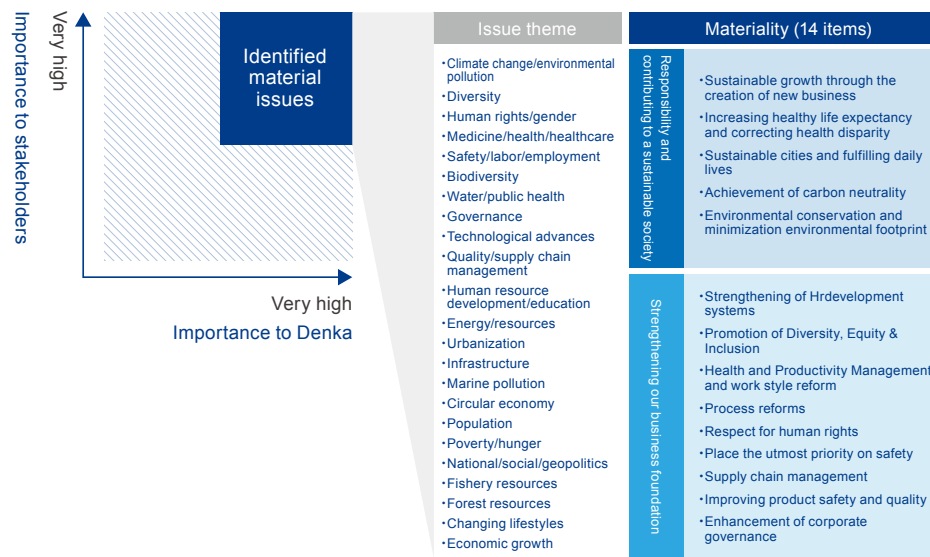 Importance to stakeholders
Very high
Identified
material
issues
Very high
Importance to Denka
Issue theme
・Climate change/environmental
pollution
・Diversity
・Human rights/gender
・Medicine/health/healthcare
・Safety/labor/employment
・Biodiversity
・Water/public health
・Governance
・Technological advances
・Quality/supply chain
management
・Human resource
development/education
・Energy/resources
・Urbanization
・Infrastructure
・Marine pollution
・Circular economy
・Population
・Poverty/hunger
・National/social/geopolitics
・Fishery resources
・Forest resources
・Changing lifestyles
・Economic growth
Materiality (14 items)
Responsibility and
contributing to a sustainable society
・Sustainable growth through the
creation of new business
・Increasing healthy life expectancy
and correcting health disparity
・Sustainable cities and fulfilling daily
lives
・Achievement of carbon neutrality
・Environmental conservation and
minimization environmental footprint
Strengthening our business foundation
・Strengthening of Hrdevelopment
systems
・Promotion of Diversity, Equity &
Inclusion
・Health and Productivity Management
and work style reform
・Process reforms
・Respect for human rights
・Place the utmost priority on safety
・Supply chain management
・Improving product safety and quality
・Enhancement of corporate
governance